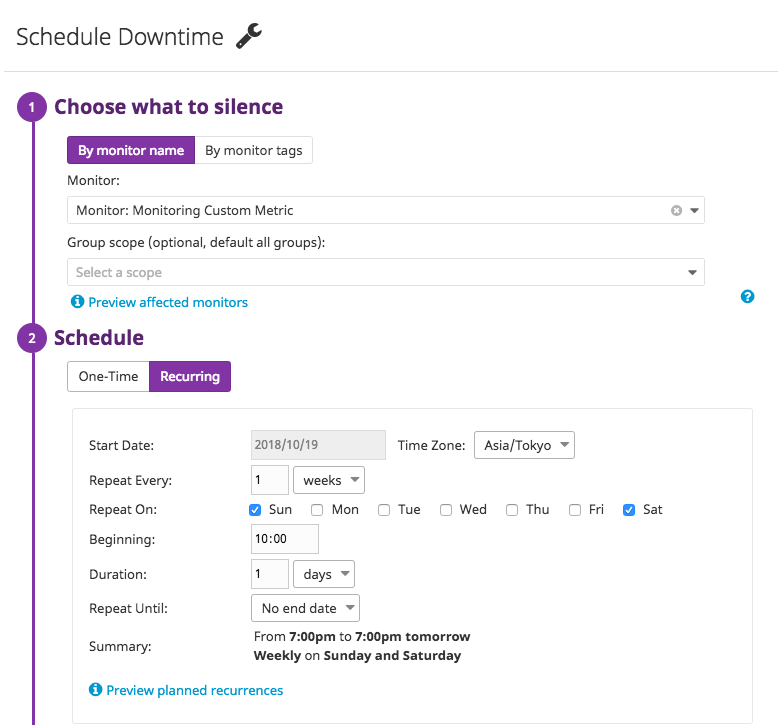 Schedule Downtime
1 Choose what to silence
By monitor name By monitor tags
Monitor:
Monitor: Monitoring Custom Metric
Group scope (optional, default all groups):
Select a scope
Preview affected monitors
2 Schedule
One-Time Recurring
Start Date: 2018/10/19 Time Zone: Asia/Tokyo
Repeat Every: 1 weeks
Repeat On: Sun Mon Tue Wed Thu Fri Sat
Beginning: 10:00
Duration: 1 days
Repeat Until: No end date
Summary: From 7:00pm to 7:00pm tomorrow
Weekly on Sunday and Saturday
Preview planned recurrences